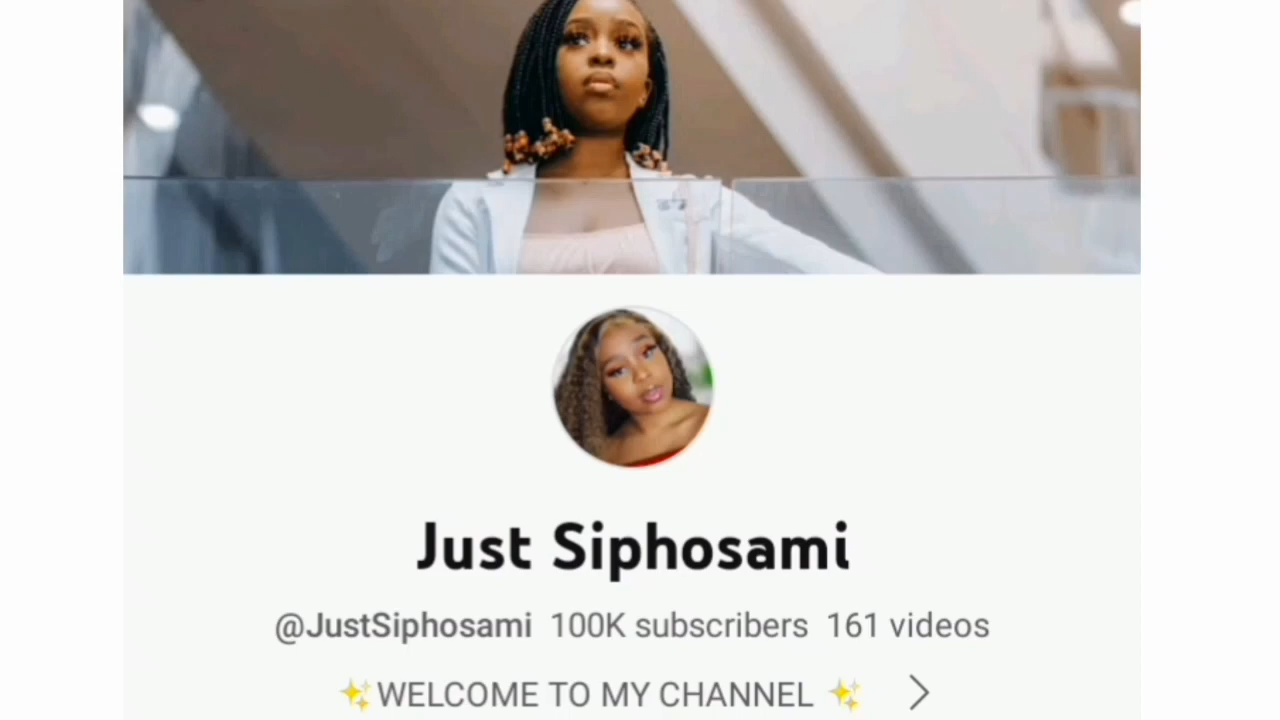 Just Siphosami
@JustSiphosami 100K subscribers 161 videos
✨WELCOME TO MY CHANNEL ✨ >